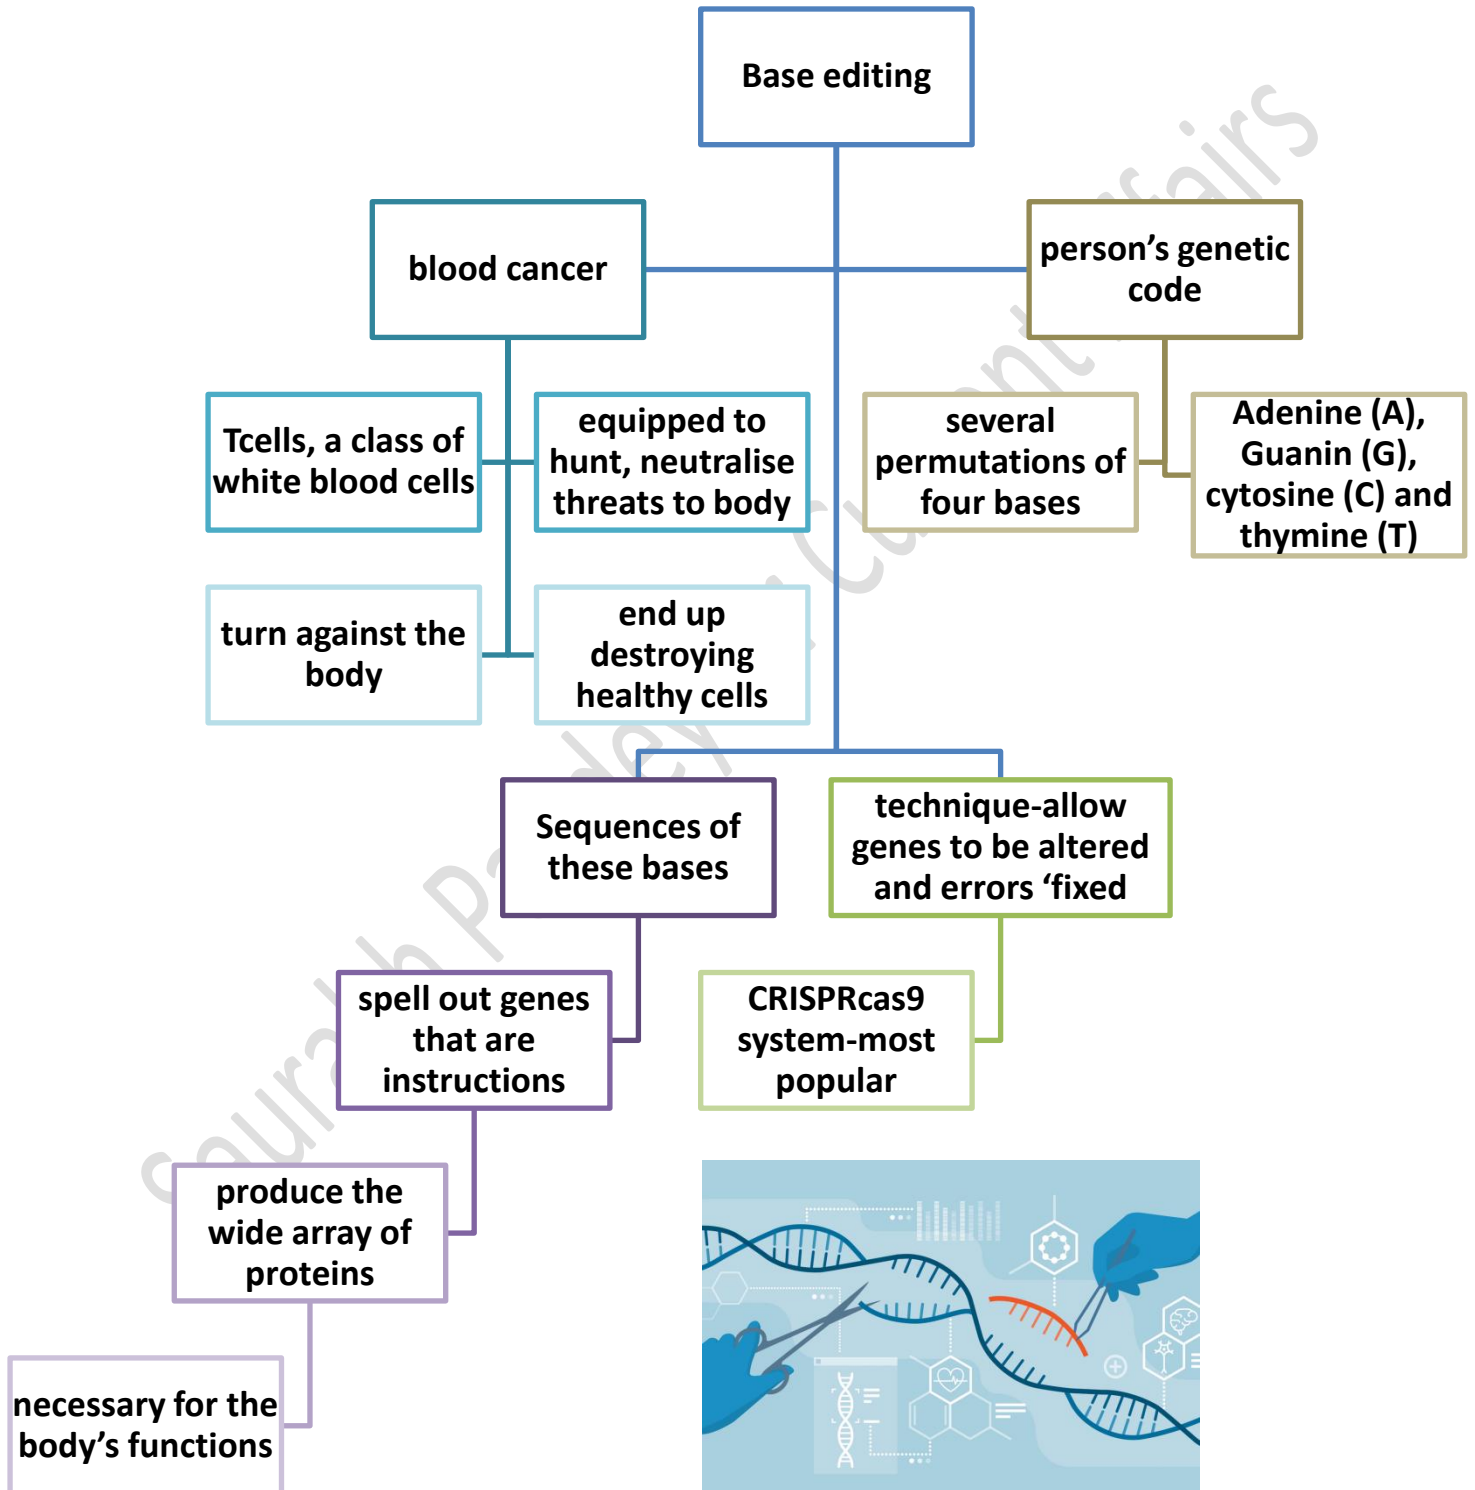 Base editing
blood cancer
person’s genetic
code
Tcells, a class of
white blood cells
equipped to
hunt, neutralise
threats to body
several
permutations of
four bases
Adenine (A),
Guanin (G),
cytosine (C) and
thymine (T)
turn against the
body
end up
destroying
healthy cells
Sequences of
these bases
technique-allow
genes to be altered
and errors ‘fixed
spell out genes
that are
instructions
CRISPRcas9
system-most
popular
produce the
wide array of
proteins
necessary for the
body’s functions